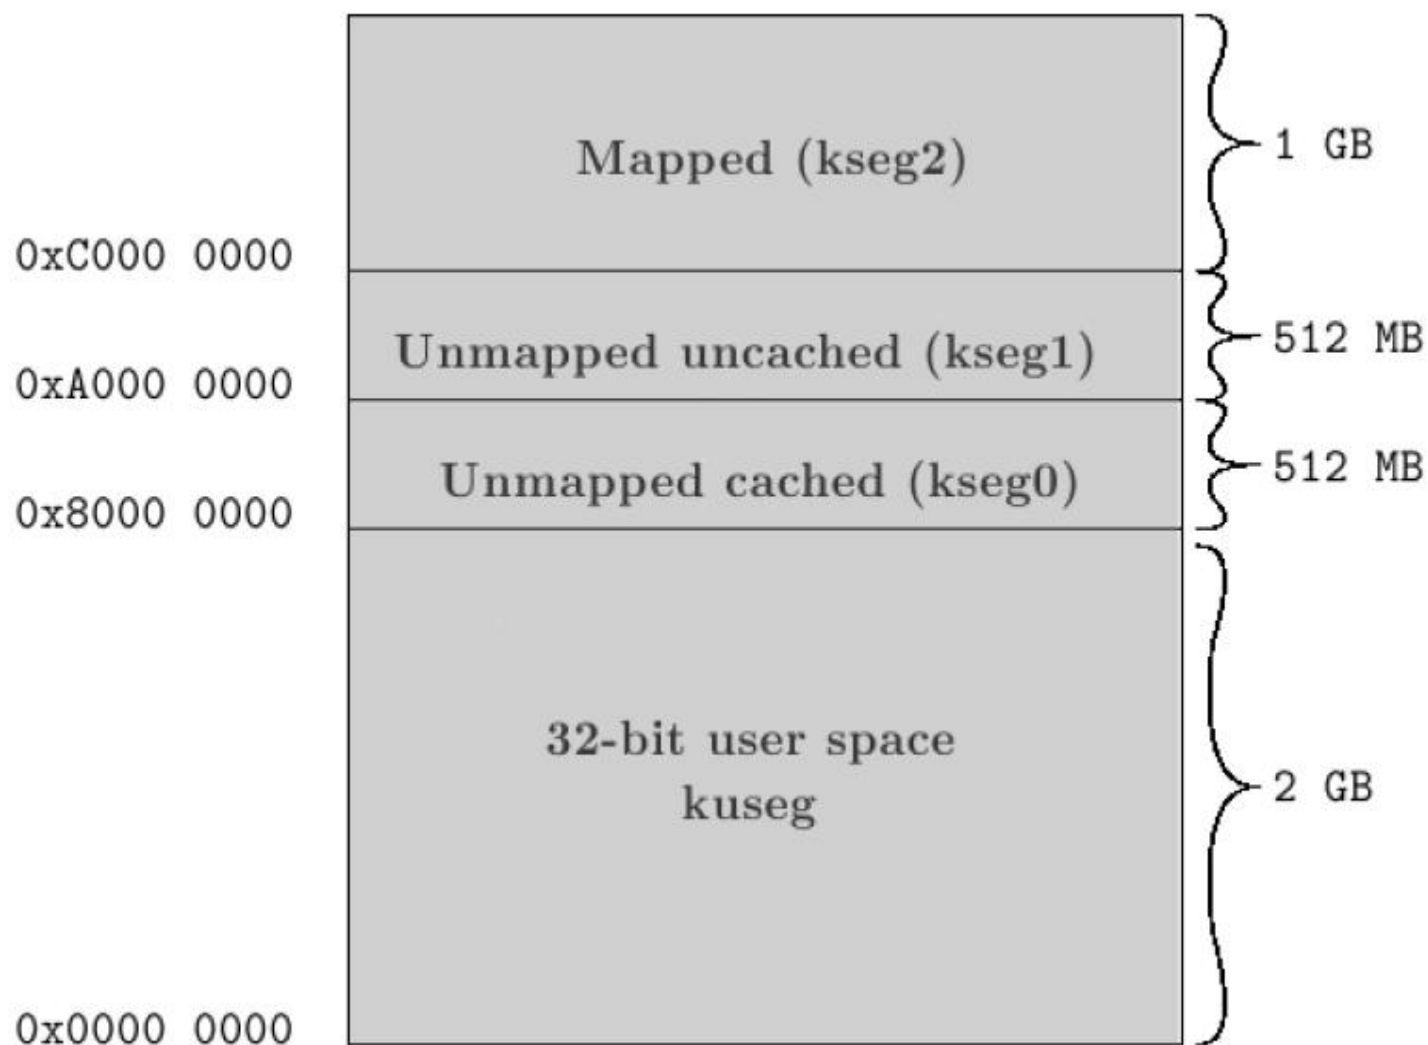 Mapped (kseg2)
1 GB
0xC000 0000
Unmapped uncached (kseg1)
512 MB
0xA000 0000
Unmapped cached (kseg0)
512 MB
0x8000 0000
32-bit user space
kuseg
2 GB
0x0000 0000